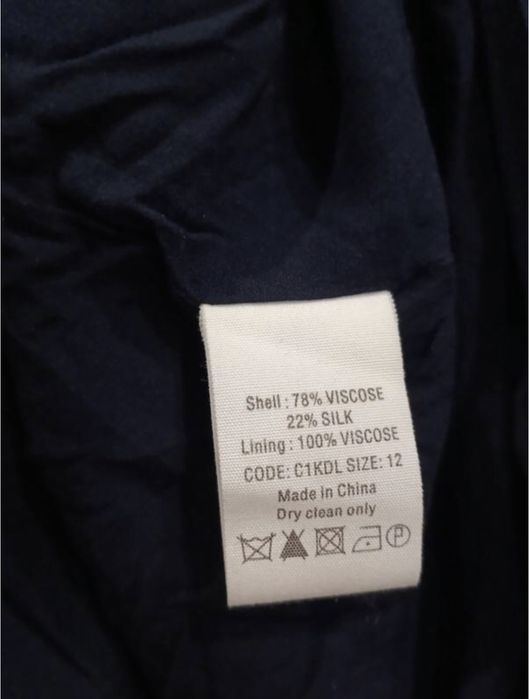 Shell : 78% VISCOSE
22% SILK
Lining : 100% VISCOSE
CODE: C1KDL SIZE: 12
Made in China
Dry clean only
P